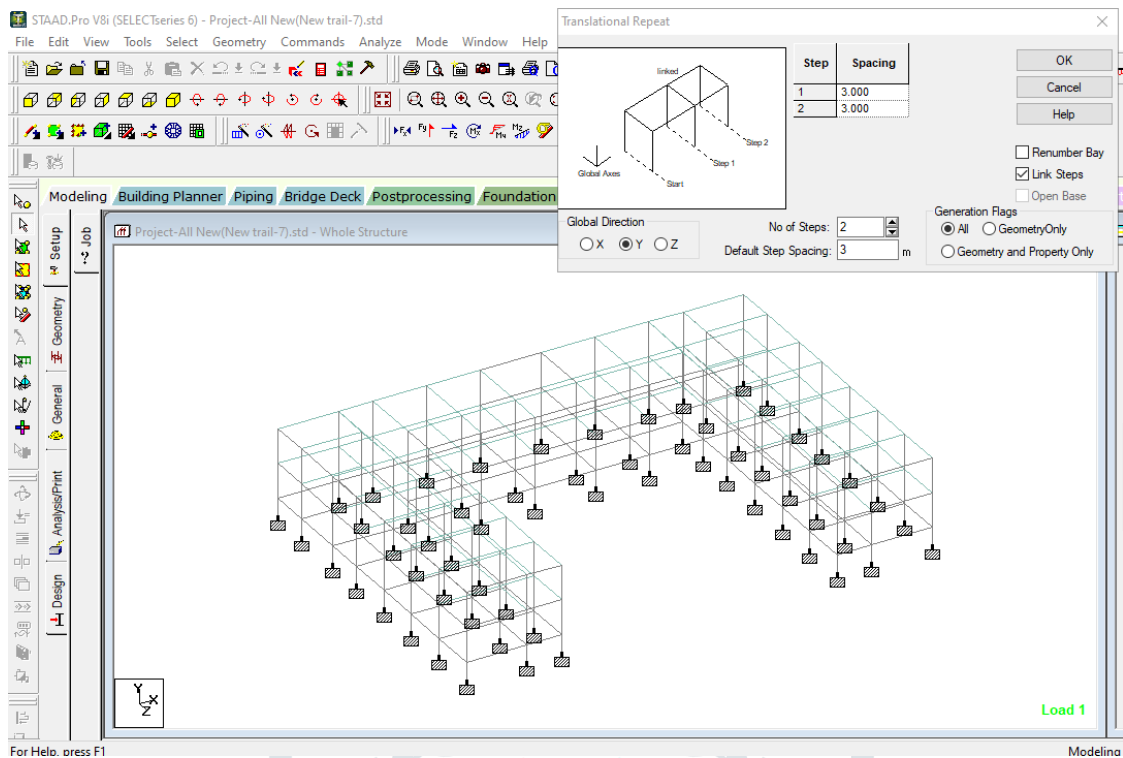 STAAD.Pro V8i (SELECTseries 6) - Project-All New(New trail-7).std
File Edit View Tools Select Geometry Commands Analyze Mode Window Help
Modeling Building Planner Piping Bridge Deck Postprocessing Foundation
Setup
Geometry
General
Analysis/Print
Design
Job
Project-All New(New trail-7).std - Whole Structure
Translational Repeat
linked
Step 2
Step 1
Start
Global Axes
Step Spacing
1 3.000
2 3.000
OK
Cancel
Help
Renumber Bay
Link Steps
Open Base
Global Direction
X Y Z
No of Steps: 2
Default Step Spacing: 3 m
Generation Flags
All GeometryOnly
Geometry and Property Only
Y
X
Z
Load 1
For Help, press F1
Modeling